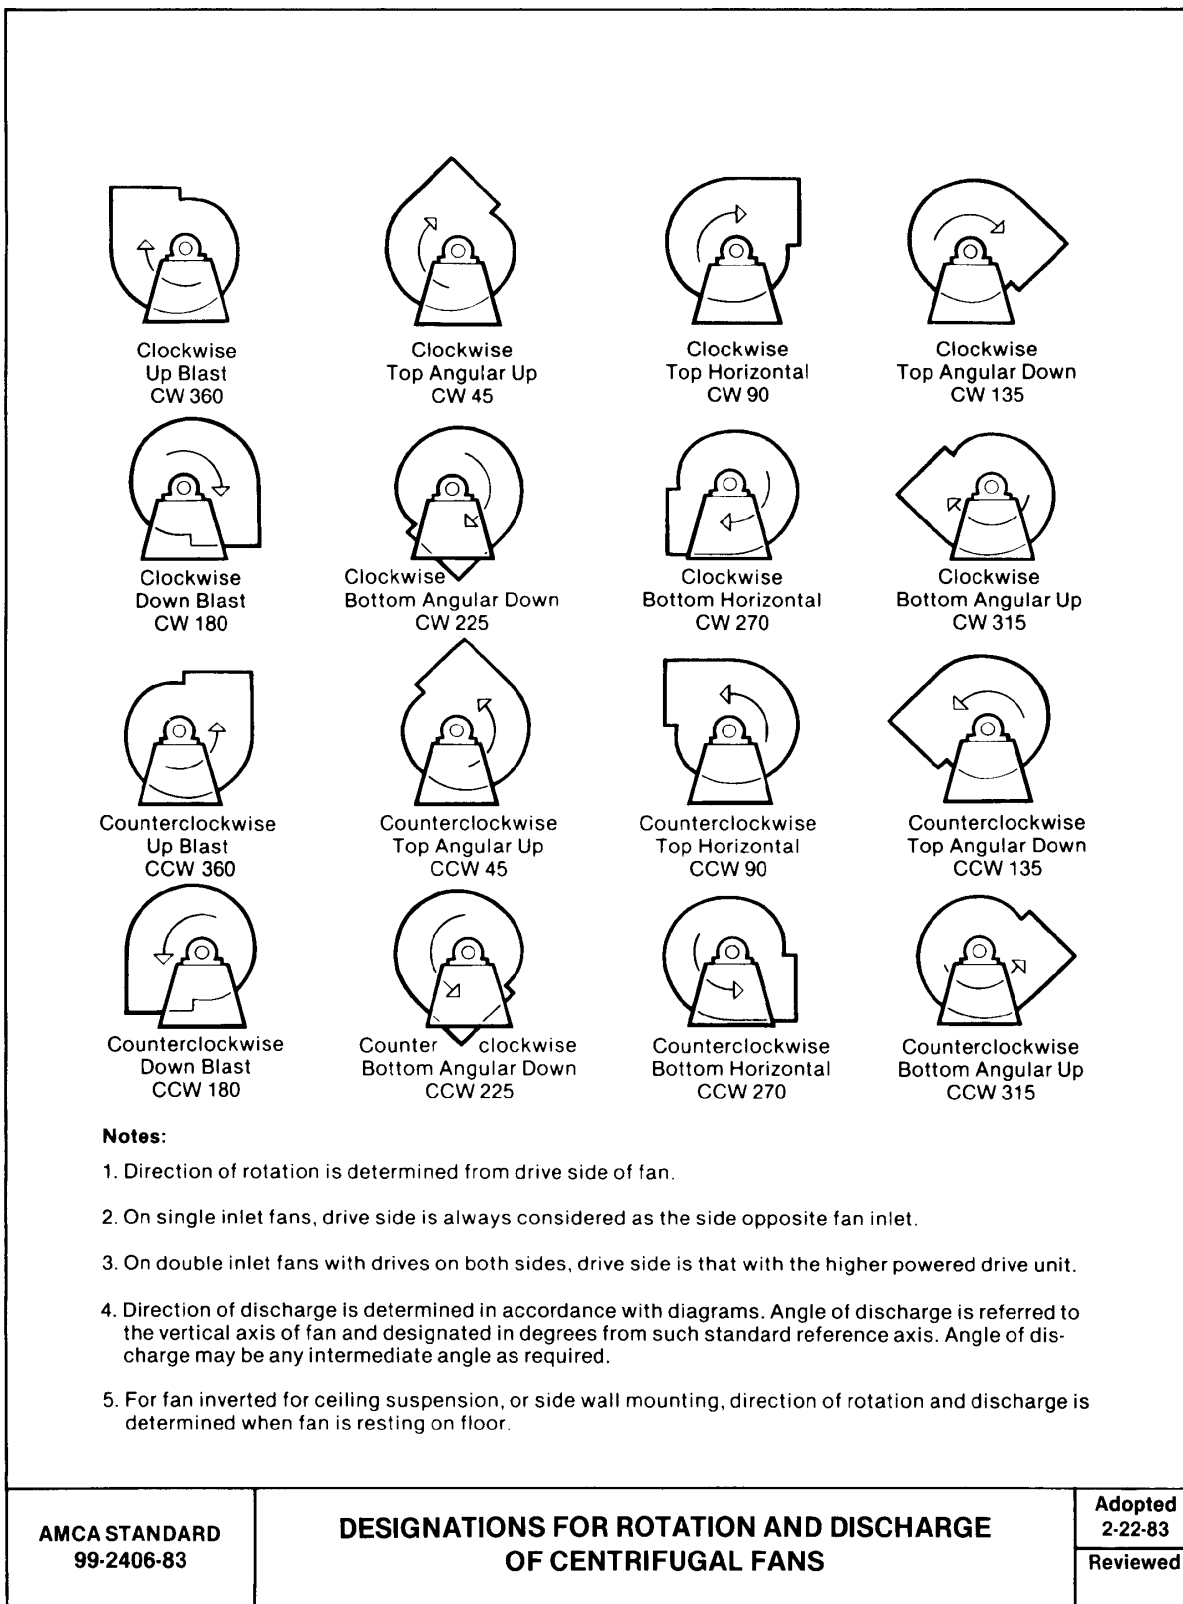 Clockwise
Up Blast
CW 360
Clockwise
Top Angular Up
CW 45
Clockwise
Top Horizontal
CW 90
Clockwise
Top Angular Down
CW 135
Clockwise
Down Blast
CW 180
Clockwise
Bottom Angular Down
CW 225
Clockwise
Bottom Horizontal
CW 270
Clockwise
Bottom Angular Up
CW 315
Counterclockwise
Up Blast
CCW 360
Counterclockwise
Top Angular Up
CCW 45
Counterclockwise
Top Horizontal
CCW 90
Counterclockwise
Top Angular Down
CCW 135
Counterclockwise
Down Blast
CCW 180
Counter clockwise
Bottom Angular Down
CCW 225
Counterclockwise
Bottom Horizontal
CCW 270
Counterclockwise
Bottom Angular Up
CCW 315
Notes:
1. Direction of rotation is determined from drive side of fan.
2. On single inlet fans, drive side is always considered as the side opposite fan inlet.
3. On double inlet fans with drives on both sides, drive side is that with the higher powered drive unit.
4. Direction of discharge is determined in accordance with diagrams. Angle of discharge is referred to
the vertical axis of fan and designated in degrees from such standard reference axis. Angle of dis-
charge may be any intermediate angle as required.
5. For fan inverted for ceiling suspension, or side wall mounting, direction of rotation and discharge is
determined when fan is resting on floor.
AMCA STANDARD
99-2406-83
DESIGNATIONS FOR ROTATION AND DISCHARGE
OF CENTRIFUGAL FANS
Adopted
2-22-83
Reviewed